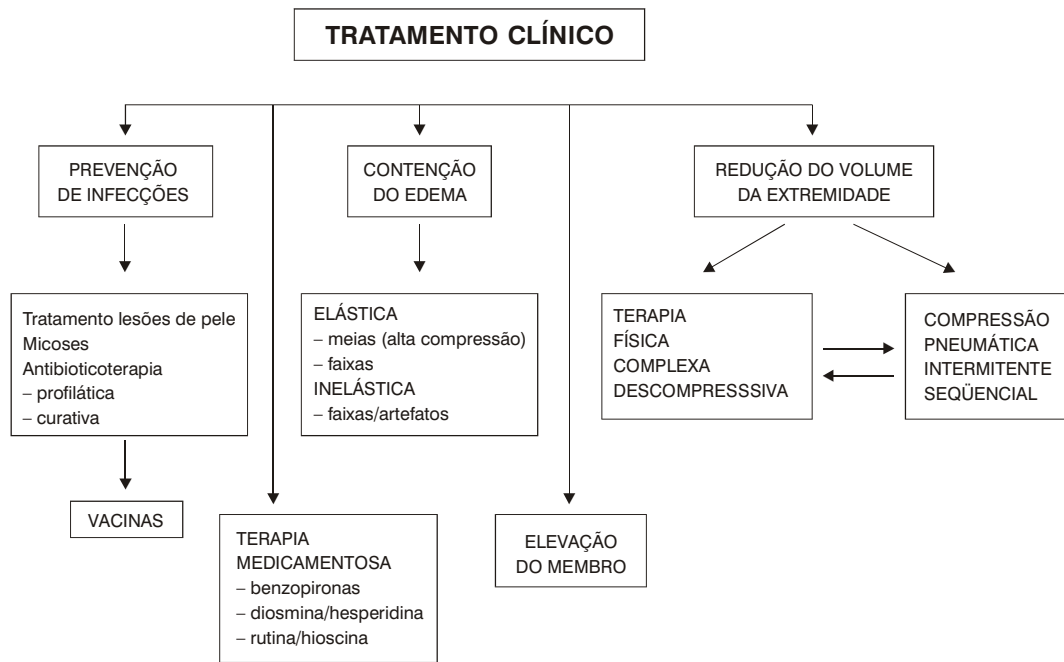 TRATAMENTO CLÍNICO
PREVENÇÃO
DE INFECÇÕES
CONTENÇÃO
DO EDEMA
REDUÇÃO DO VOLUME
DA EXTREMIDADE
Tratamento lesões de pele
Micoses
Antibioticoterapia
– profilática
– curativa
ELÁSTICA
– meias (alta compressão)
– faixas
INELÁSTICA
– faixas/artefatos
TERAPIA
FÍSICA
COMPLEXA
DESCOMPRESSSIVA
COMPRESSÃO
PNEUMÁTICA
INTERMITENTE
SEQÜENCIAL
VACINAS
TERAPIA
MEDICAMENTOSA
– benzopironas
– diosmina/hesperidina
– rutina/hioscina
ELEVAÇÃO
DO MEMBRO